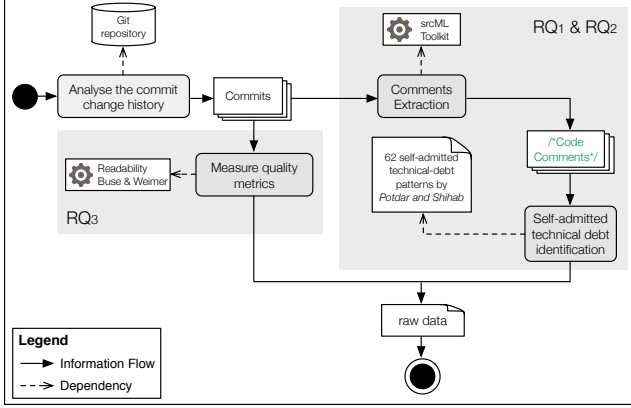 Git
repository
srcML
Toolkit
RQ1 & RQ2
Analyse the commit
change history
Commits
Comments
Extraction
/*Code
Comments*/
62 self-admitted
technical-debt
patterns by
Potdar and Shihab
Readability
Buse & Weimer
Measure quality
metrics
RQ3
Self-admitted
technical debt
identification
raw data
Legend
Information Flow
Dependency